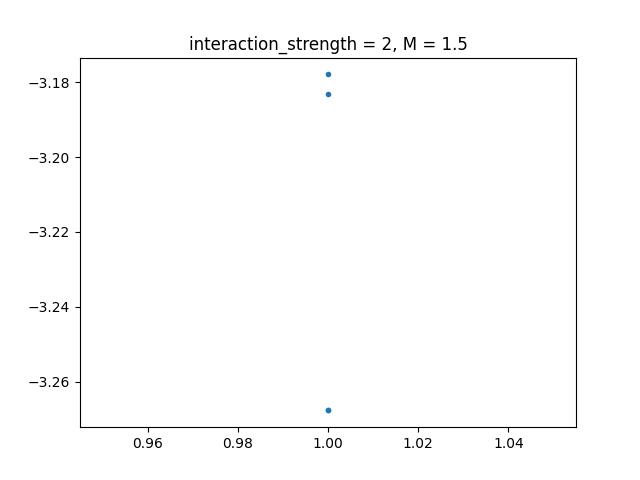 interaction_strength = 2, M = 1.5
−3.18
−3.20
−3.22
−3.24
−3.26
0.96 0.98 1.00 1.02 1.04